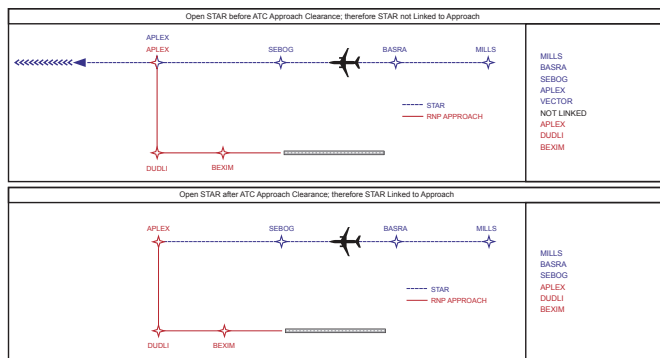 Open STAR before ATC Approach Clearance; therefore STAR not Linked to Approach
APLEX
APLEX
SEBOG
BASRA
MILLS
STAR
RNP APPROACH
DUDLI
BEXIM
MILLS
BASRA
SEBOG
APLEX
VECTOR
NOT LINKED
APLEX
DUDLI
BEXIM
Open STAR after ATC Approach Clearance; therefore STAR Linked to Approach
APLEX
SEBOG
BASRA
MILLS
STAR
RNP APPROACH
DUDLI
BEXIM
MILLS
BASRA
SEBOG
APLEX
DUDLI
BEXIM